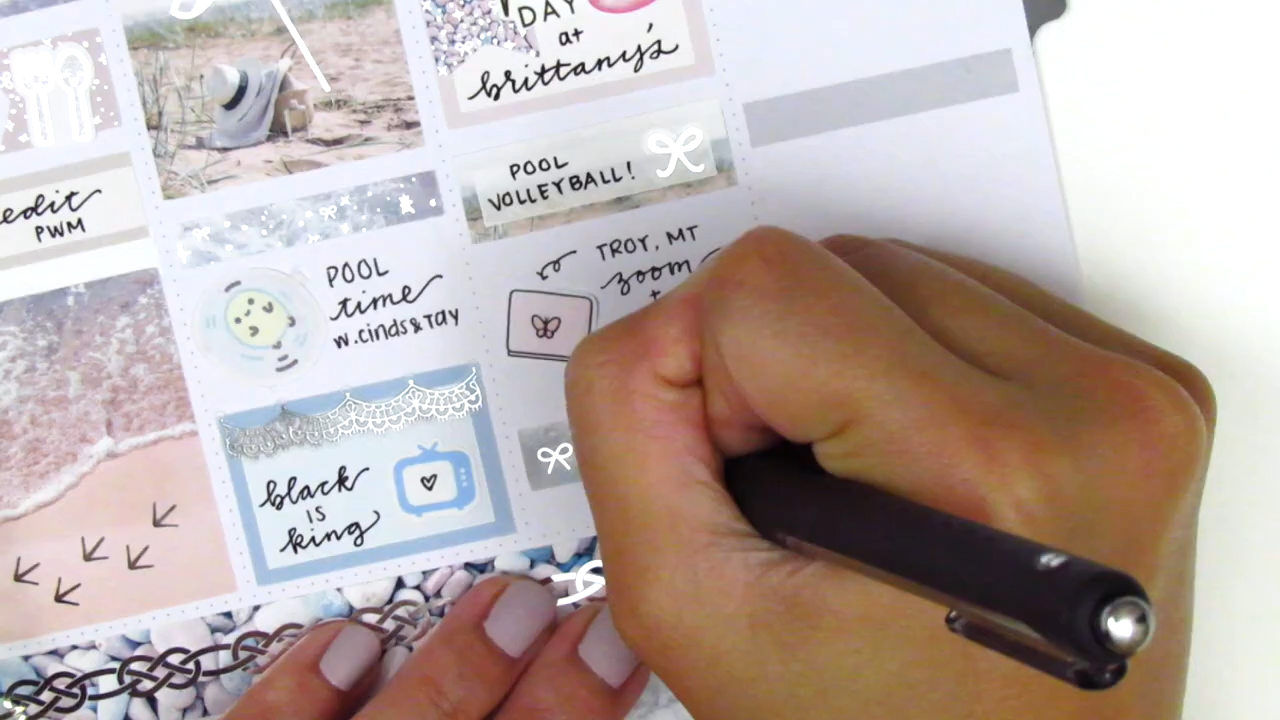 edit
PWM
POOL
time
w.cinds&Tay
black
IS
king
DAY
at
brittany's
POOL
VOLLEYBALL!
TROY, MT
zoom
+